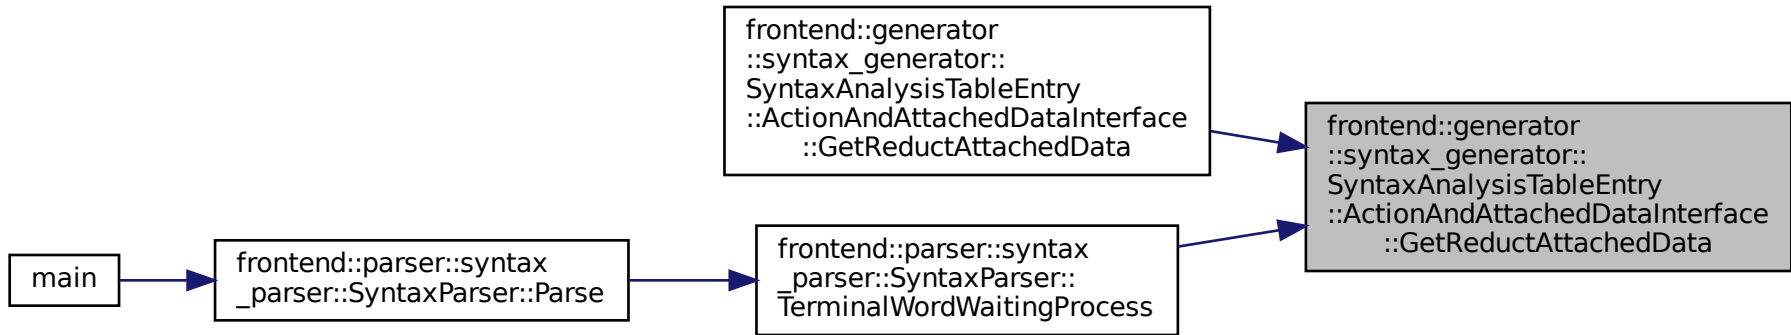 frontend::generator
::syntax_generator::
SyntaxAnalysisTableEntry
::ActionAndAttachedDataInterface
::GetReductAttachedData
frontend::generator
::syntax_generator::
SyntaxAnalysisTableEntry
::ActionAndAttachedDataInterface
::GetReductAttachedData
main
frontend::parser::syntax
_parser::SyntaxParser::Parse
frontend::parser::syntax
_parser::SyntaxParser::
TerminalWordWaitingProcess